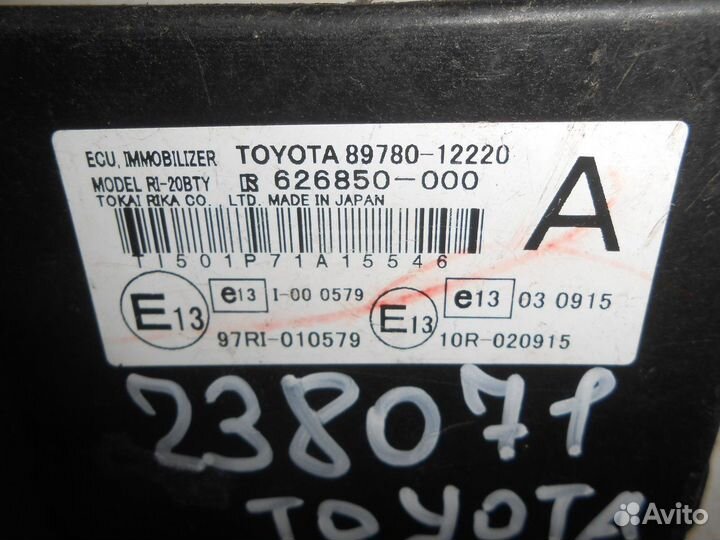 ECU, IMMOBILIZER TOYOTA 89780-12220
MODEL RI-20BTY 626850-000
TOKAI RIKA CO., LTD. MADE IN JAPAN
A
TI501P71A15546
E13 e13 I-00 0579 E13 e13 03 0915
97RI-010579 10R-020915
238071
TOYOTA
Avito